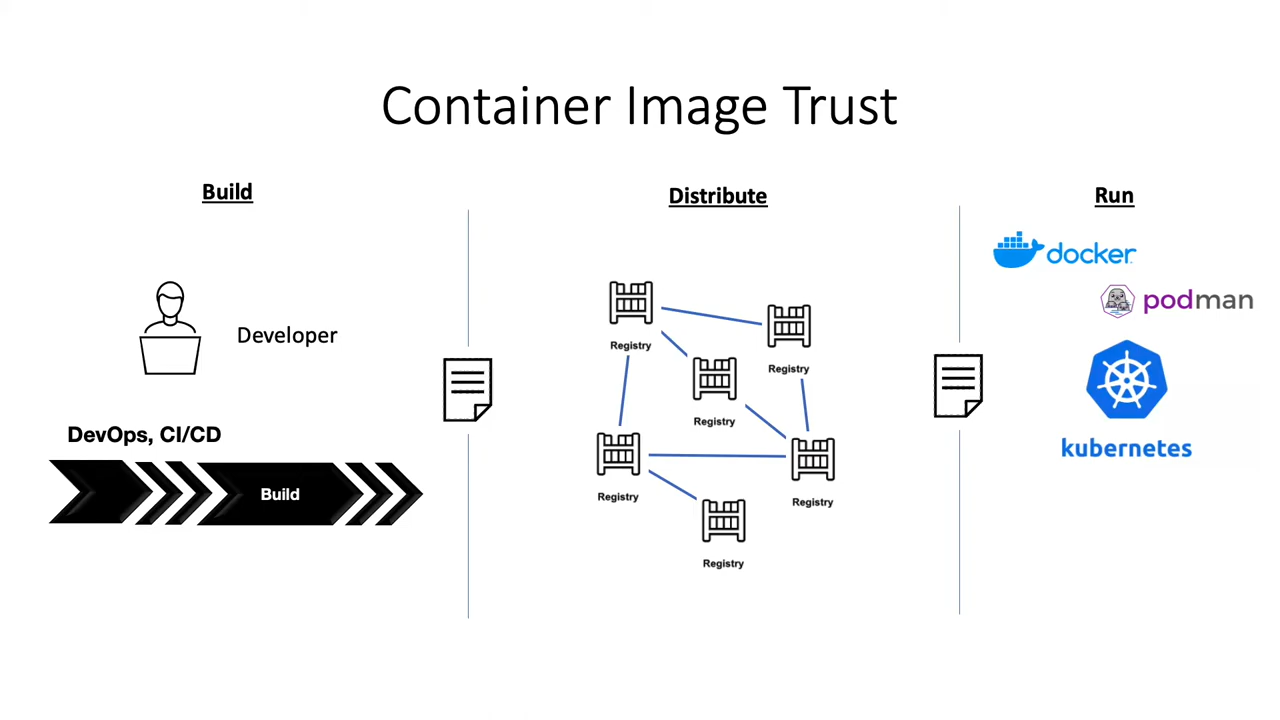 Container Image Trust
Build
Developer
DevOps, CI/CD
Build
Distribute
Registry
Registry
Registry
Registry
Registry
Registry
Run
docker
podman
kubernetes